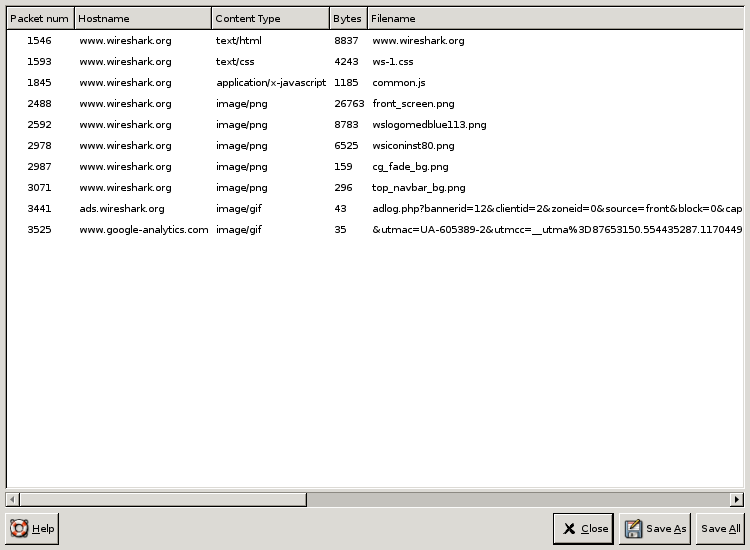 Packet num Hostname Content Type Bytes Filename
1546 www.wireshark.org text/html 8837 www.wireshark.org
1593 www.wireshark.org text/css 4243 ws-1.css
1845 www.wireshark.org application/x-javascript 1185 common.js
2488 www.wireshark.org image/png 26763 front_screen.png
2592 www.wireshark.org image/png 8783 wslogomedblue113.png
2978 www.wireshark.org image/png 6525 wsiconinst80.png
2987 www.wireshark.org image/png 159 cg_fade_bg.png
3071 www.wireshark.org image/png 296 top_navbar_bg.png
3441 ads.wireshark.org image/gif 43 adlog.php?bannerid=12&clientid=2&zoneid=0&source=front&block=0&cap
3525 www.google-analytics.com image/gif 35 &utmac=UA-605389-2&utmcc=__utma%3D87653150.554435287.1170449
Help Close Save As Save All